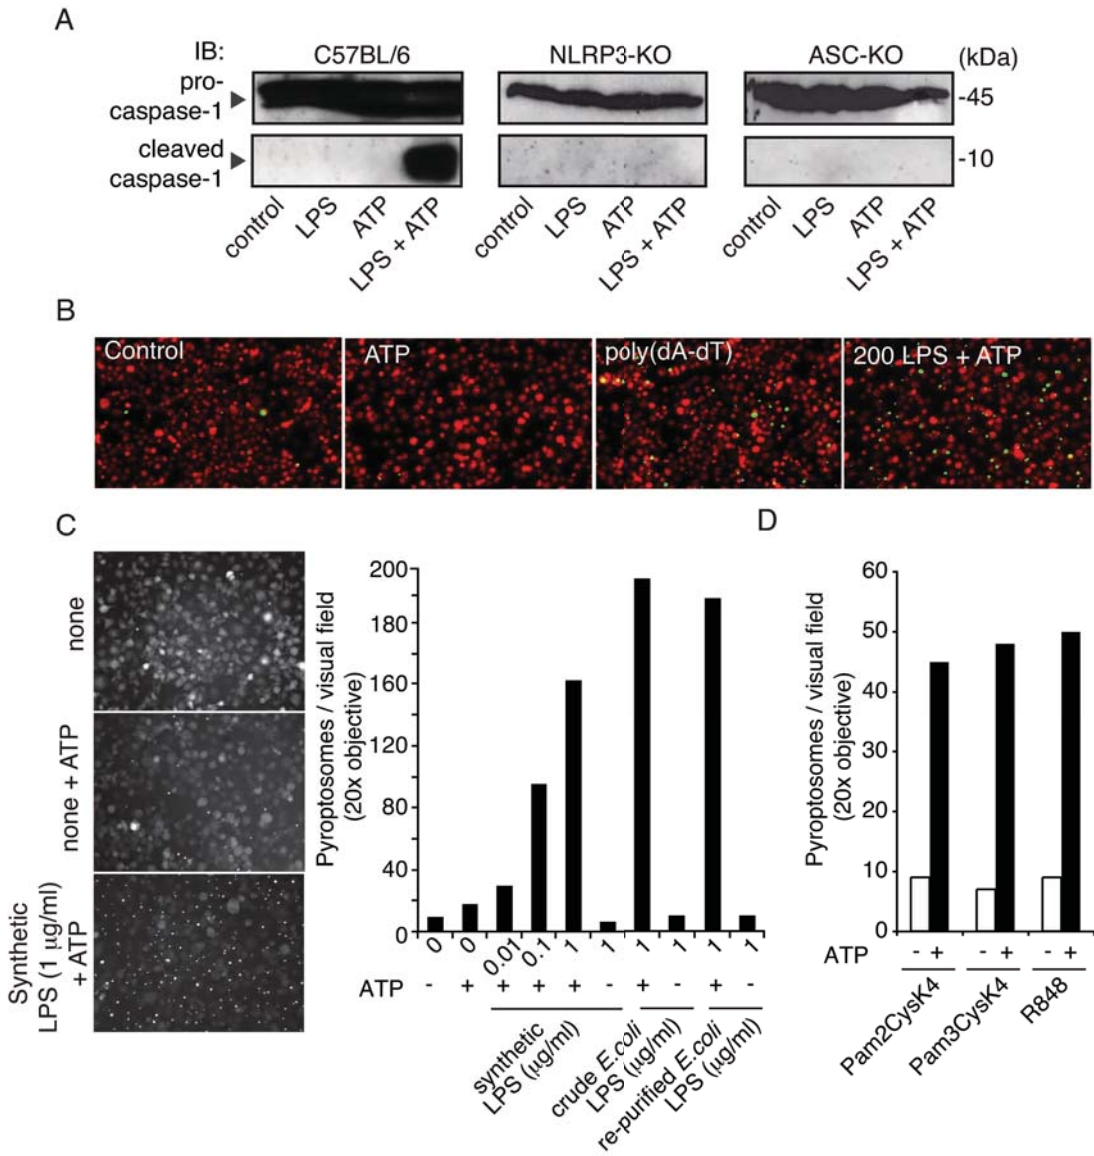 A
IB: C57BL/6 NLRP3-KO ASC-KO (kDa)
pro-
caspase-1
-45
cleaved
caspase-1
-10
control LPS ATP LPS + ATP control LPS ATP LPS + ATP control LPS ATP LPS + ATP
B
Control ATP poly(dA-dT) 200 LPS + ATP
C
none
none + ATP
Synthetic
LPS (1 μg/ml)
+ ATP
Pyroptosomes / visual field
(20x objective)
200
180
160
120
80
40
0
0 0 0.01 0.1 1 1 1 1 1 1
ATP - + + + + - + - + -
synthetic
LPS (μg/ml)
crude E.coli
LPS (μg/ml)
re-purified E.coli
LPS (μg/ml)
D
Pyroptosomes / visual field
(20x objective)
60
50
40
30
20
10
0
ATP - + - + - +
Pam2CysK4 Pam3CysK4 R848